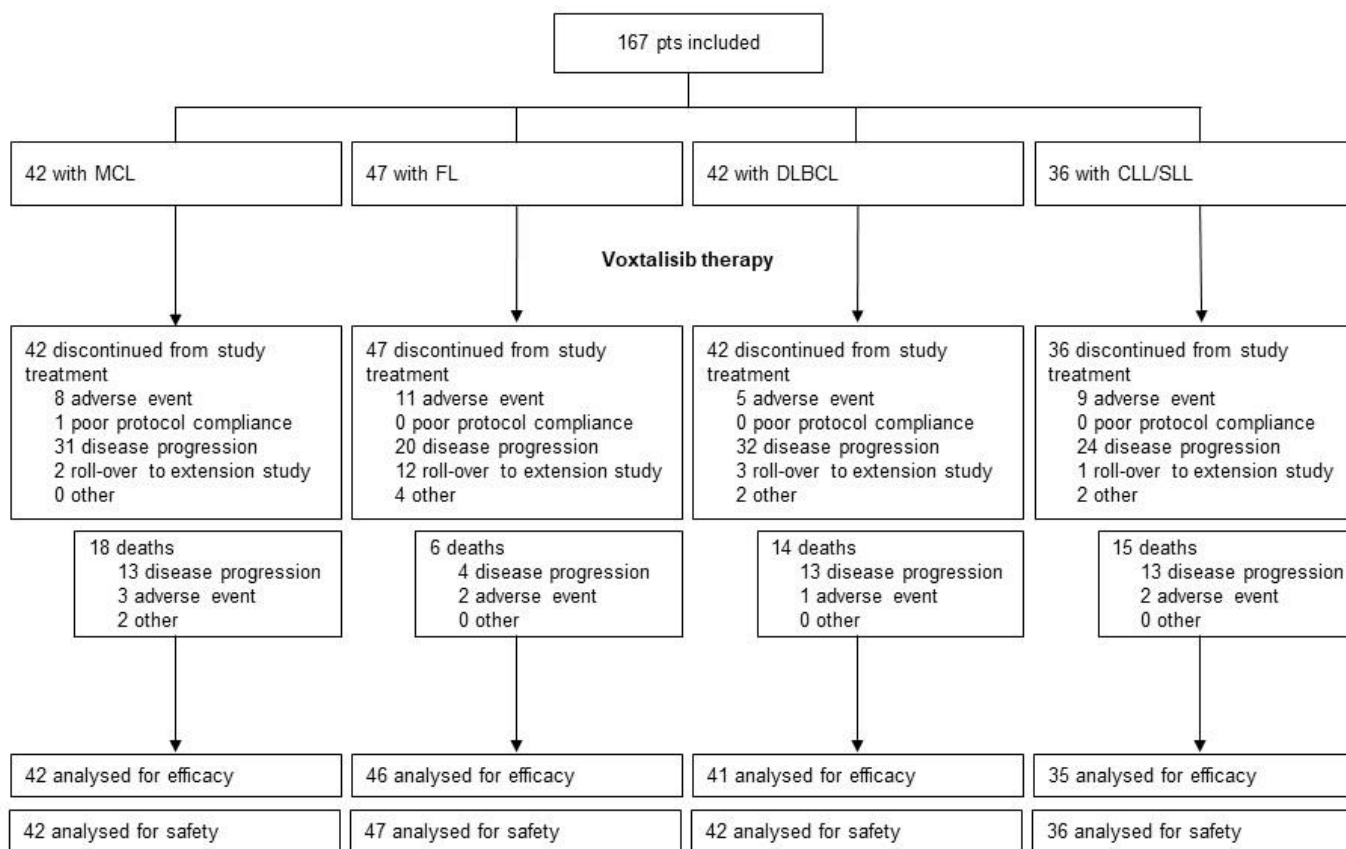 167 pts included
42 with MCL
47 with FL
42 with DLBCL
36 with CLL/SLL
Voxtalisib therapy
42 discontinued from study
treatment
8 adverse event
1 poor protocol compliance
31 disease progression
2 roll-over to extension study
0 other
47 discontinued from study
treatment
11 adverse event
0 poor protocol compliance
20 disease progression
12 roll-over to extension study
4 other
42 discontinued from study
treatment
5 adverse event
0 poor protocol compliance
32 disease progression
3 roll-over to extension study
2 other
36 discontinued from study
treatment
9 adverse event
0 poor protocol compliance
24 disease progression
1 roll-over to extension study
2 other
18 deaths
13 disease progression
3 adverse event
2 other
6 deaths
4 disease progression
2 adverse event
0 other
14 deaths
13 disease progression
1 adverse event
0 other
15 deaths
13 disease progression
2 adverse event
0 other
42 analysed for efficacy
46 analysed for efficacy
41 analysed for efficacy
35 analysed for efficacy
42 analysed for safety
47 analysed for safety
42 analysed for safety
36 analysed for safety